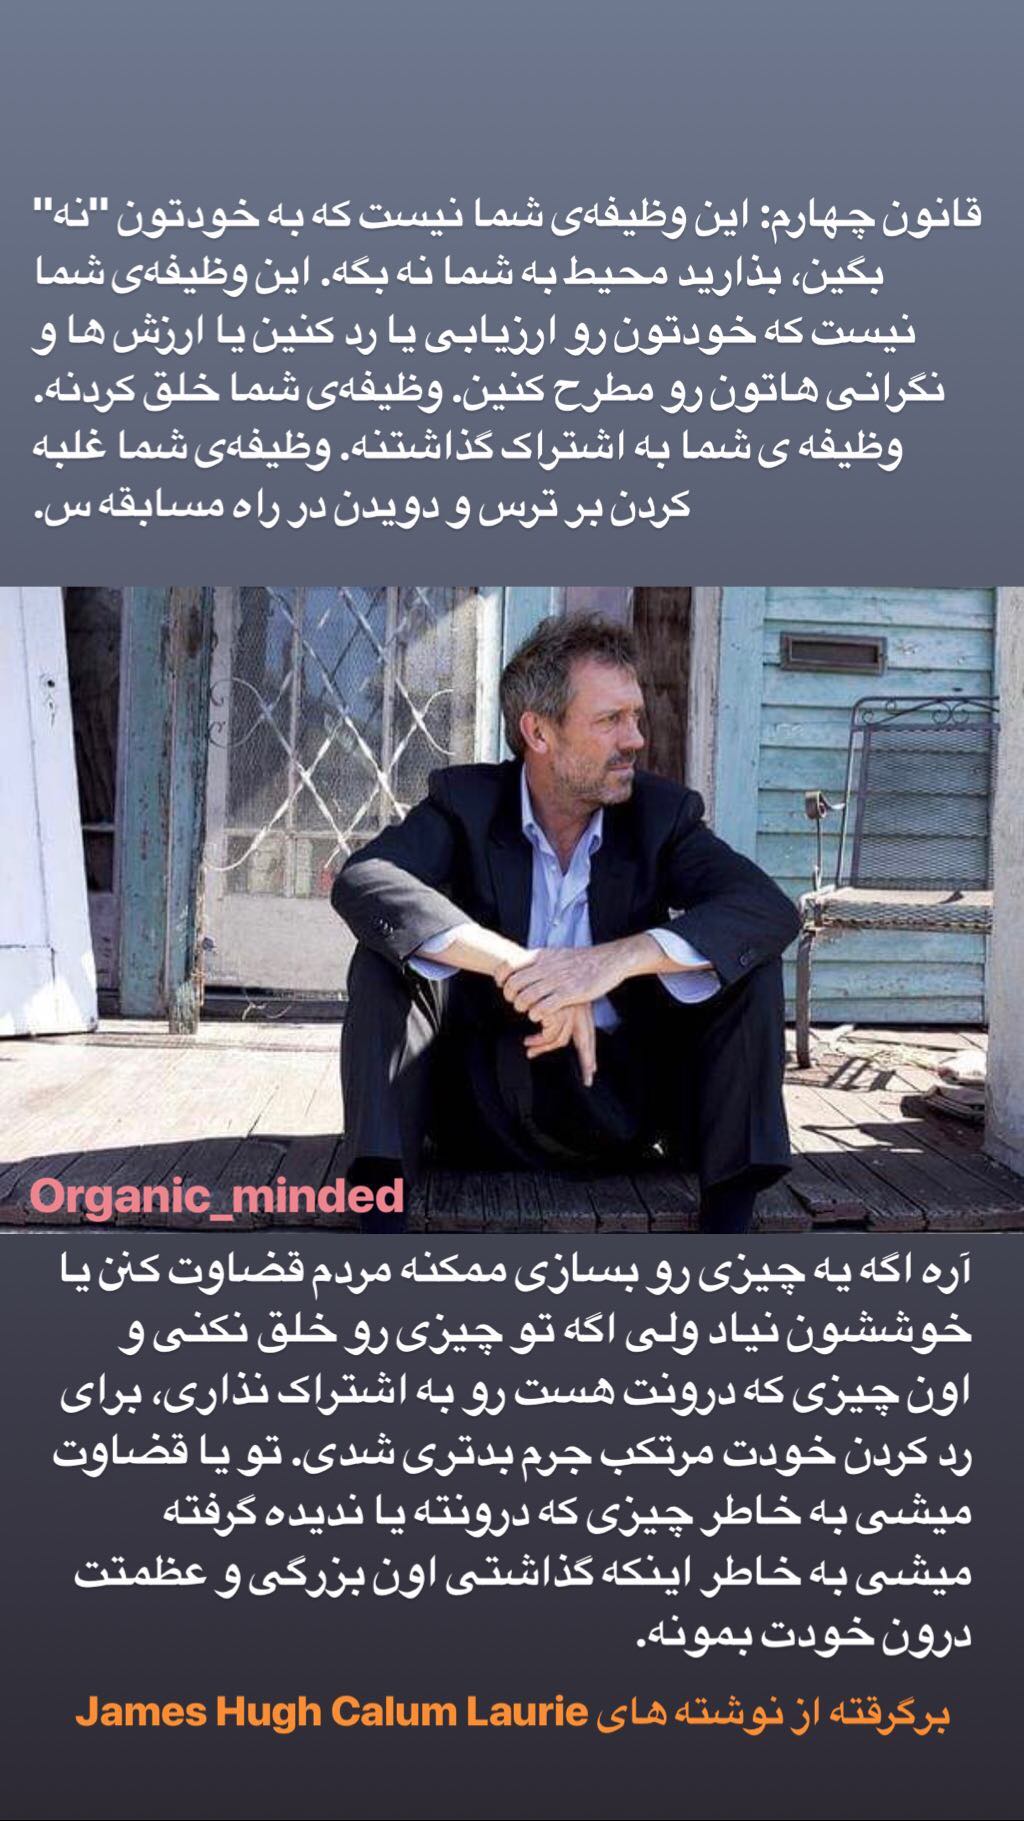 قانون چهارم: این وظیفه‌ی شما نیست که به خودتون "نه"
بگین، بذارید محیط به شما نه بگه. این وظیفه‌ی شما
نیست که خودتون رو ارزیابی یا رد کنین یا ارزش ها و
نگرانی هاتون رو مطرح کنین. وظیفه‌ی شما خلق کردنه.
وظیفه ی شما به اشتراک گذاشتنه. وظیفه‌ی شما غلبه
کردن بر ترس و دویدن در راه مسابقه س.
Organic_minded
آره اگه یه چیزی رو بسازی ممکنه مردم قضاوت کنن یا
خوششون نیاد ولی اگه تو چیزی رو خلق نکنی و
اون چیزی که درونت هست رو به اشتراک نذاری، برای
رد کردن خودت مرتکب جرم بدتری شدی. تو یا قضاوت
میشی به خاطر چیزی که درونته یا ندیده گرفته
میشی به خاطر اینکه گذاشتی اون بزرگی و عظمتت
درون خودت بمونه.
برگرقته از نوشته های James Hugh Calum Laurie